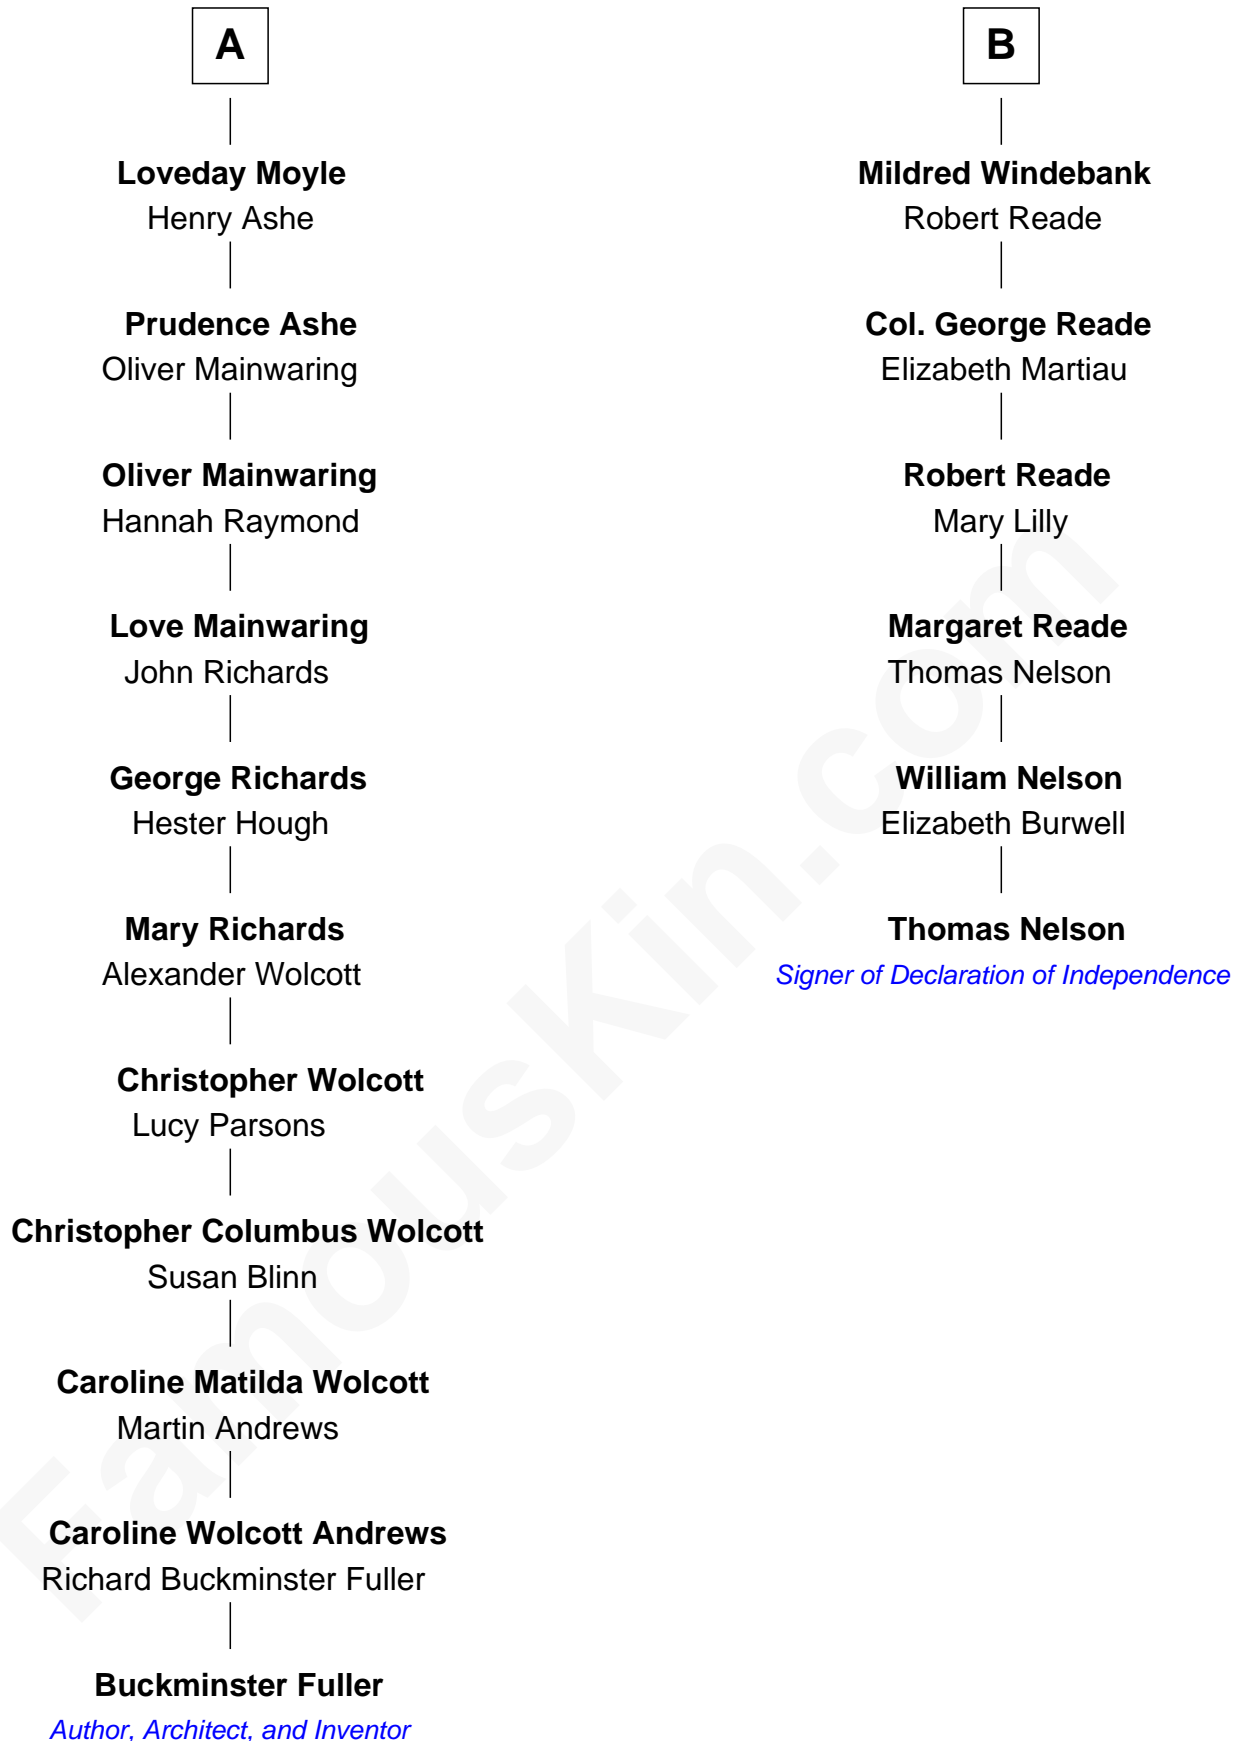 A
Loveday Moyle
Henry Ashe
Prudence Ashe
Oliver Mainwaring
Oliver Mainwaring
Hannah Raymond
Love Mainwaring
John Richards
George Richards
Hester Hough
Mary Richards
Alexander Wolcott
Christopher Wolcott
Lucy Parsons
Christopher Columbus Wolcott
Susan Blinn
Caroline Matilda Wolcott
Martin Andrews
Caroline Wolcott Andrews
Richard Buckminster Fuller
Buckminster Fuller
Author, Architect, and Inventor
B
Mildred Windebank
Robert Reade
Col. George Reade
Elizabeth Martiau
Robert Reade
Mary Lilly
Margaret Reade
Thomas Nelson
William Nelson
Elizabeth Burwell
Thomas Nelson
Signer of Declaration of Independence
FamousKin.com